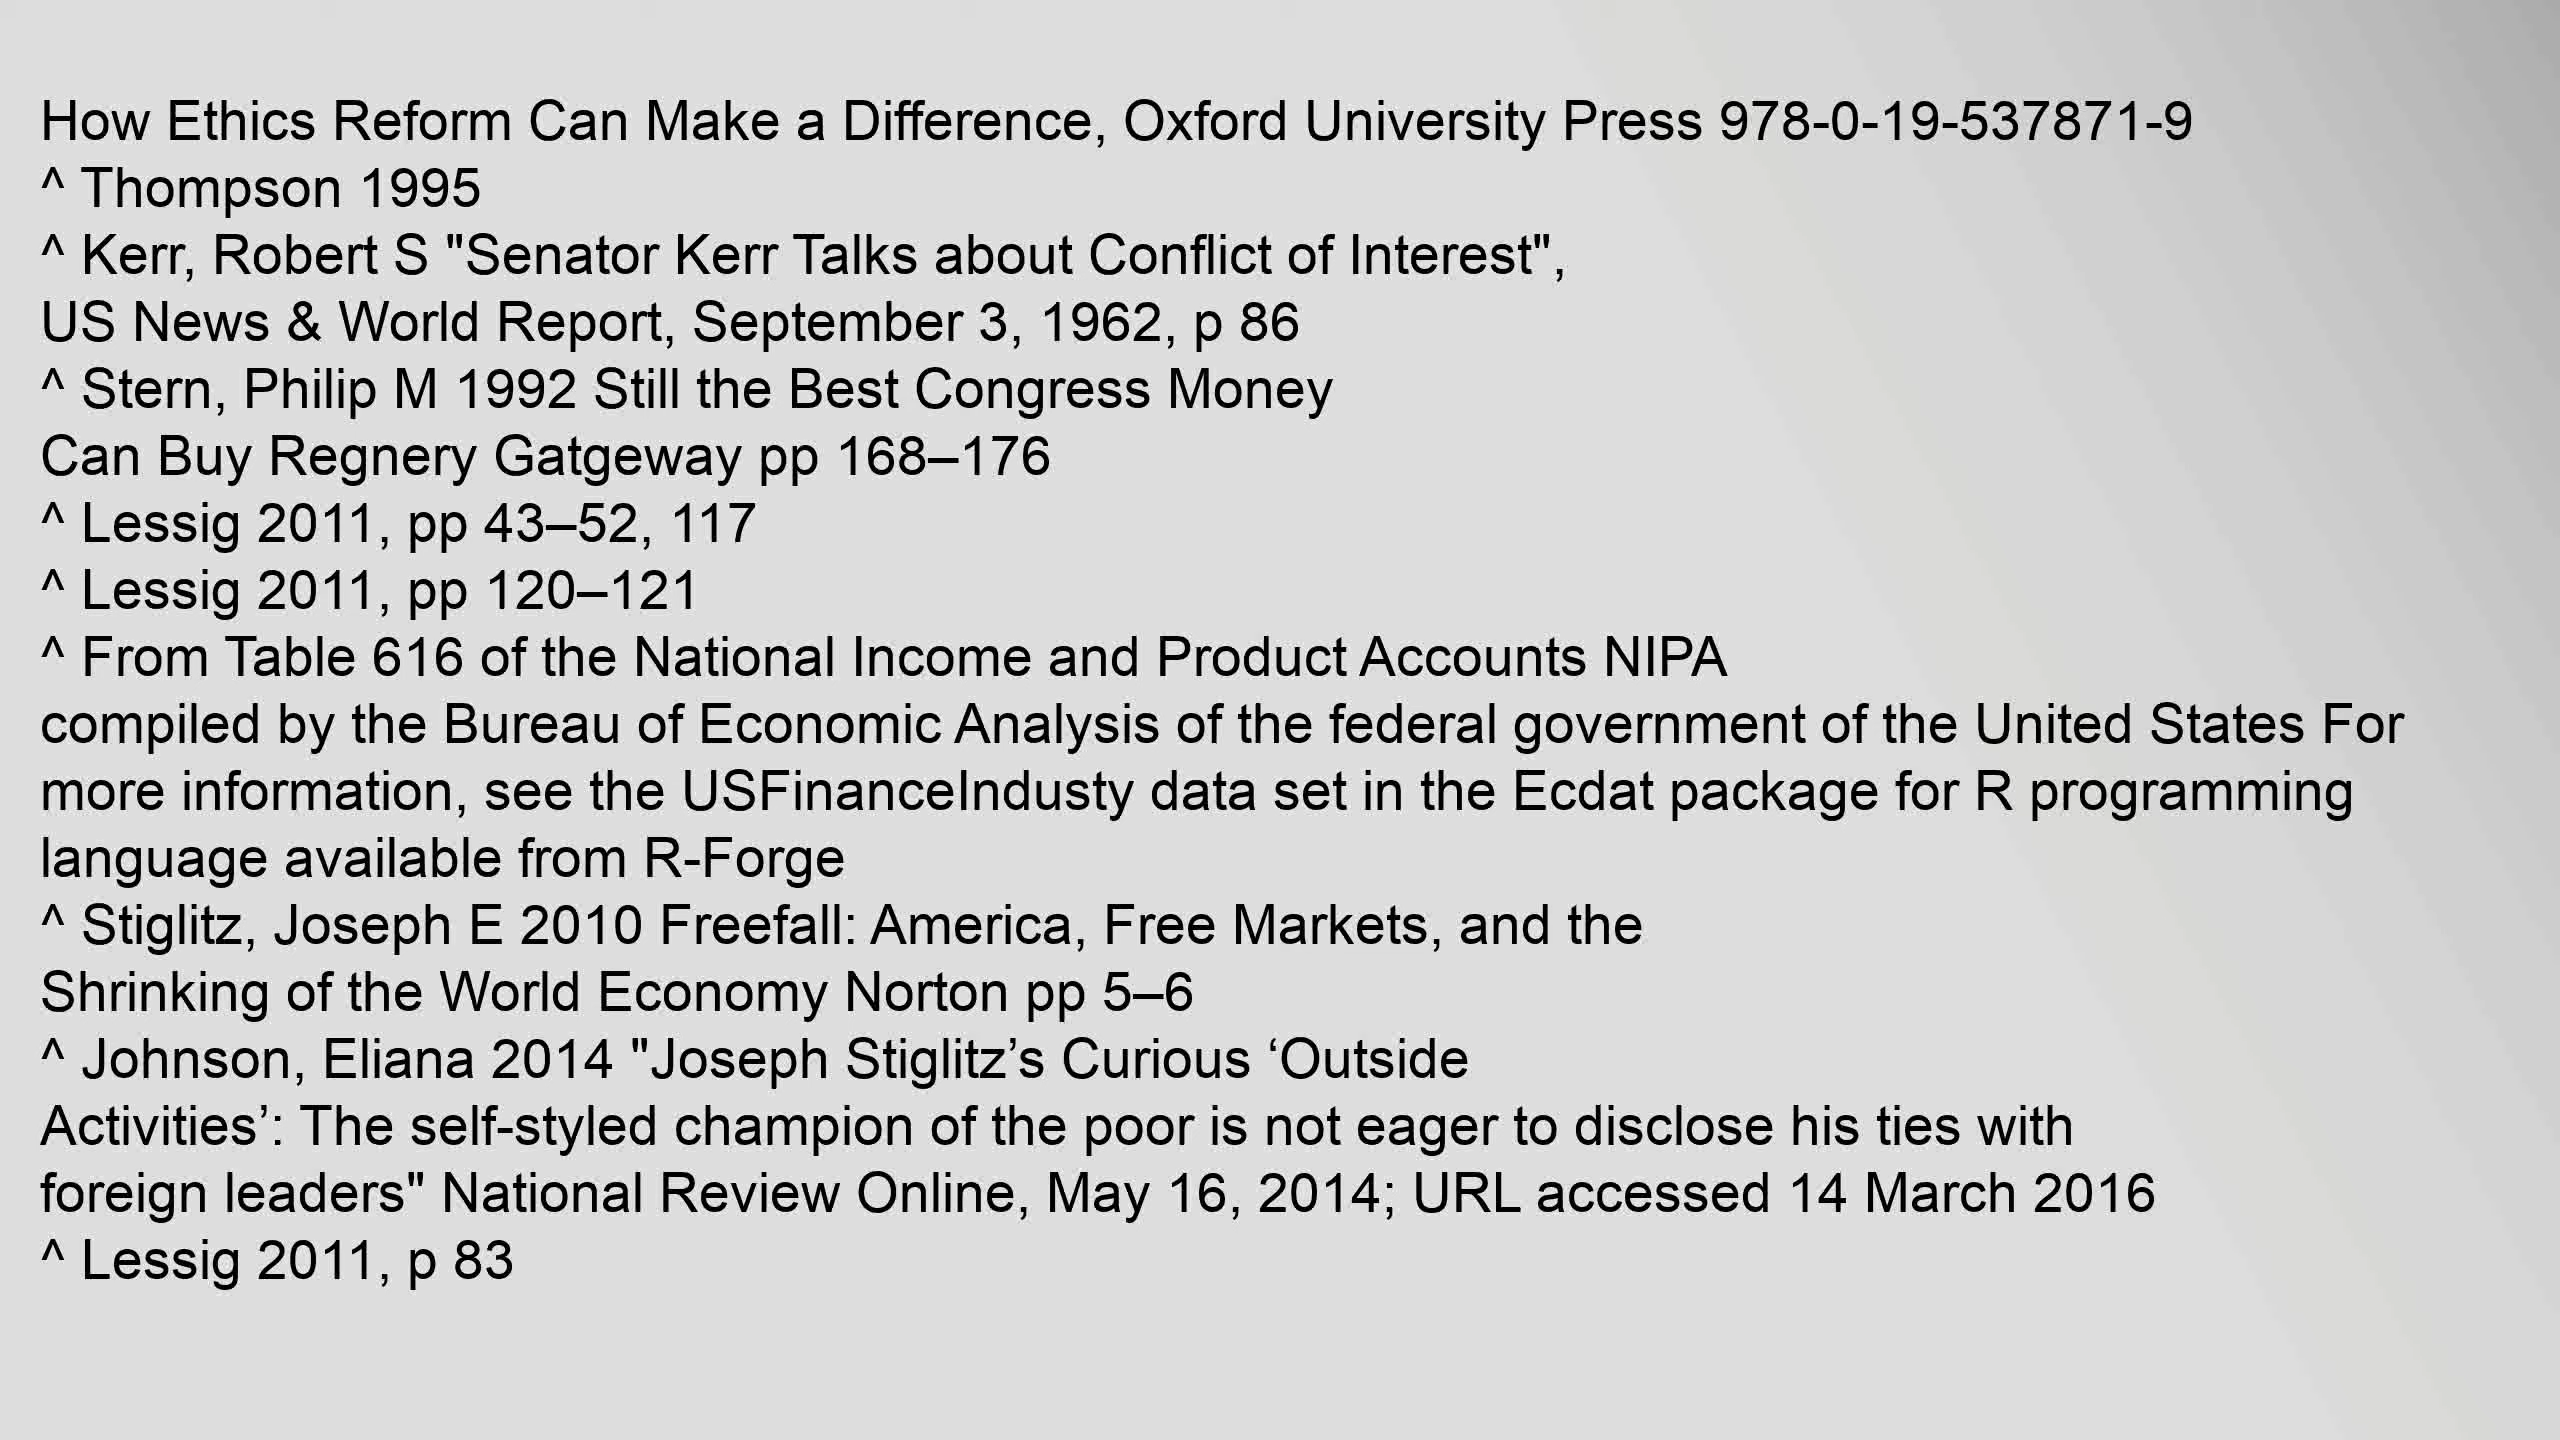 How Ethics Reform Can Make a Difference, Oxford University Press 978-0-19-537871-9
^ Thompson 1995
^ Kerr, Robert S "Senator Kerr Talks about Conflict of Interest",
US News & World Report, September 3, 1962, p 86
^ Stern, Philip M 1992 Still the Best Congress Money
Can Buy Regnery Gatgeway pp 168–176
^ Lessig 2011, pp 43–52, 117
^ Lessig 2011, pp 120–121
^ From Table 616 of the National Income and Product Accounts NIPA
compiled by the Bureau of Economic Analysis of the federal government of the United States For
more information, see the USFinanceIndusty data set in the Ecdat package for R programming
language available from R-Forge
^ Stiglitz, Joseph E 2010 Freefall: America, Free Markets, and the
Shrinking of the World Economy Norton pp 5–6
^ Johnson, Eliana 2014 "Joseph Stiglitz’s Curious ‘Outside
Activities’: The self-styled champion of the poor is not eager to disclose his ties with
foreign leaders" National Review Online, May 16, 2014; URL accessed 14 March 2016
^ Lessig 2011, p 83